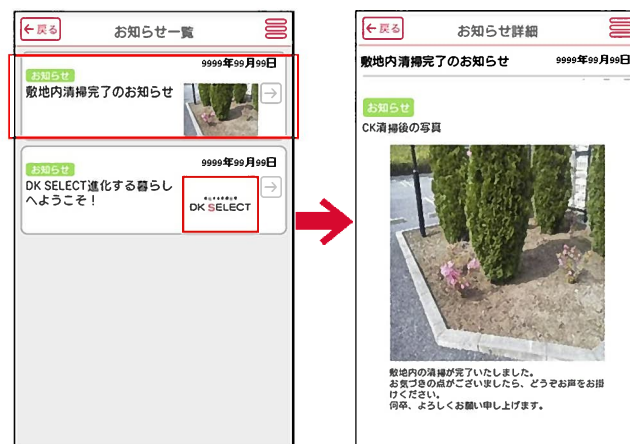 ←戻る
お知らせ一覧
9999年99月99日
お知らせ
敷地内清掃完了のお知らせ
9999年99月99日
お知らせ
DK SELECT進化する暮らし
へようこそ！
DK SELECT
←戻る
お知らせ詳細
敷地内清掃完了のお知らせ
9999年99月99日
お知らせ
CK清掃後の写真
敷地内の清掃が完了いたしました。
お気づきの点がございましたら、どうぞお声をお掛
けください。
何卒、よろしくお願い申し上げます。